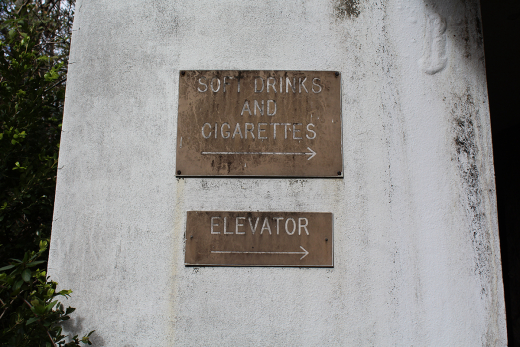 SOFT DRINKS
AND
CIGARETTES
ELEVATOR